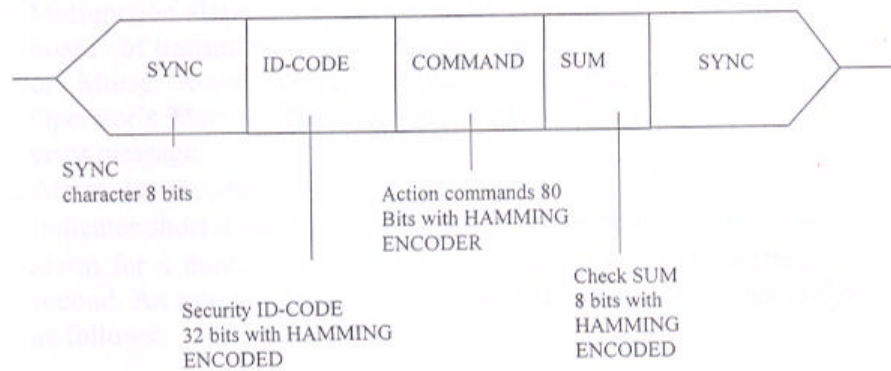 SYNC
ID-CODE
COMMAND
SUM
SYNC
SYNC
character 8 bits
Action commands 80
Bits with HAMMING
ENCODER
Security ID-CODE
32 bits with HAMMING
ENCODED
Check SUM
8 bits with
HAMMING
ENCODED